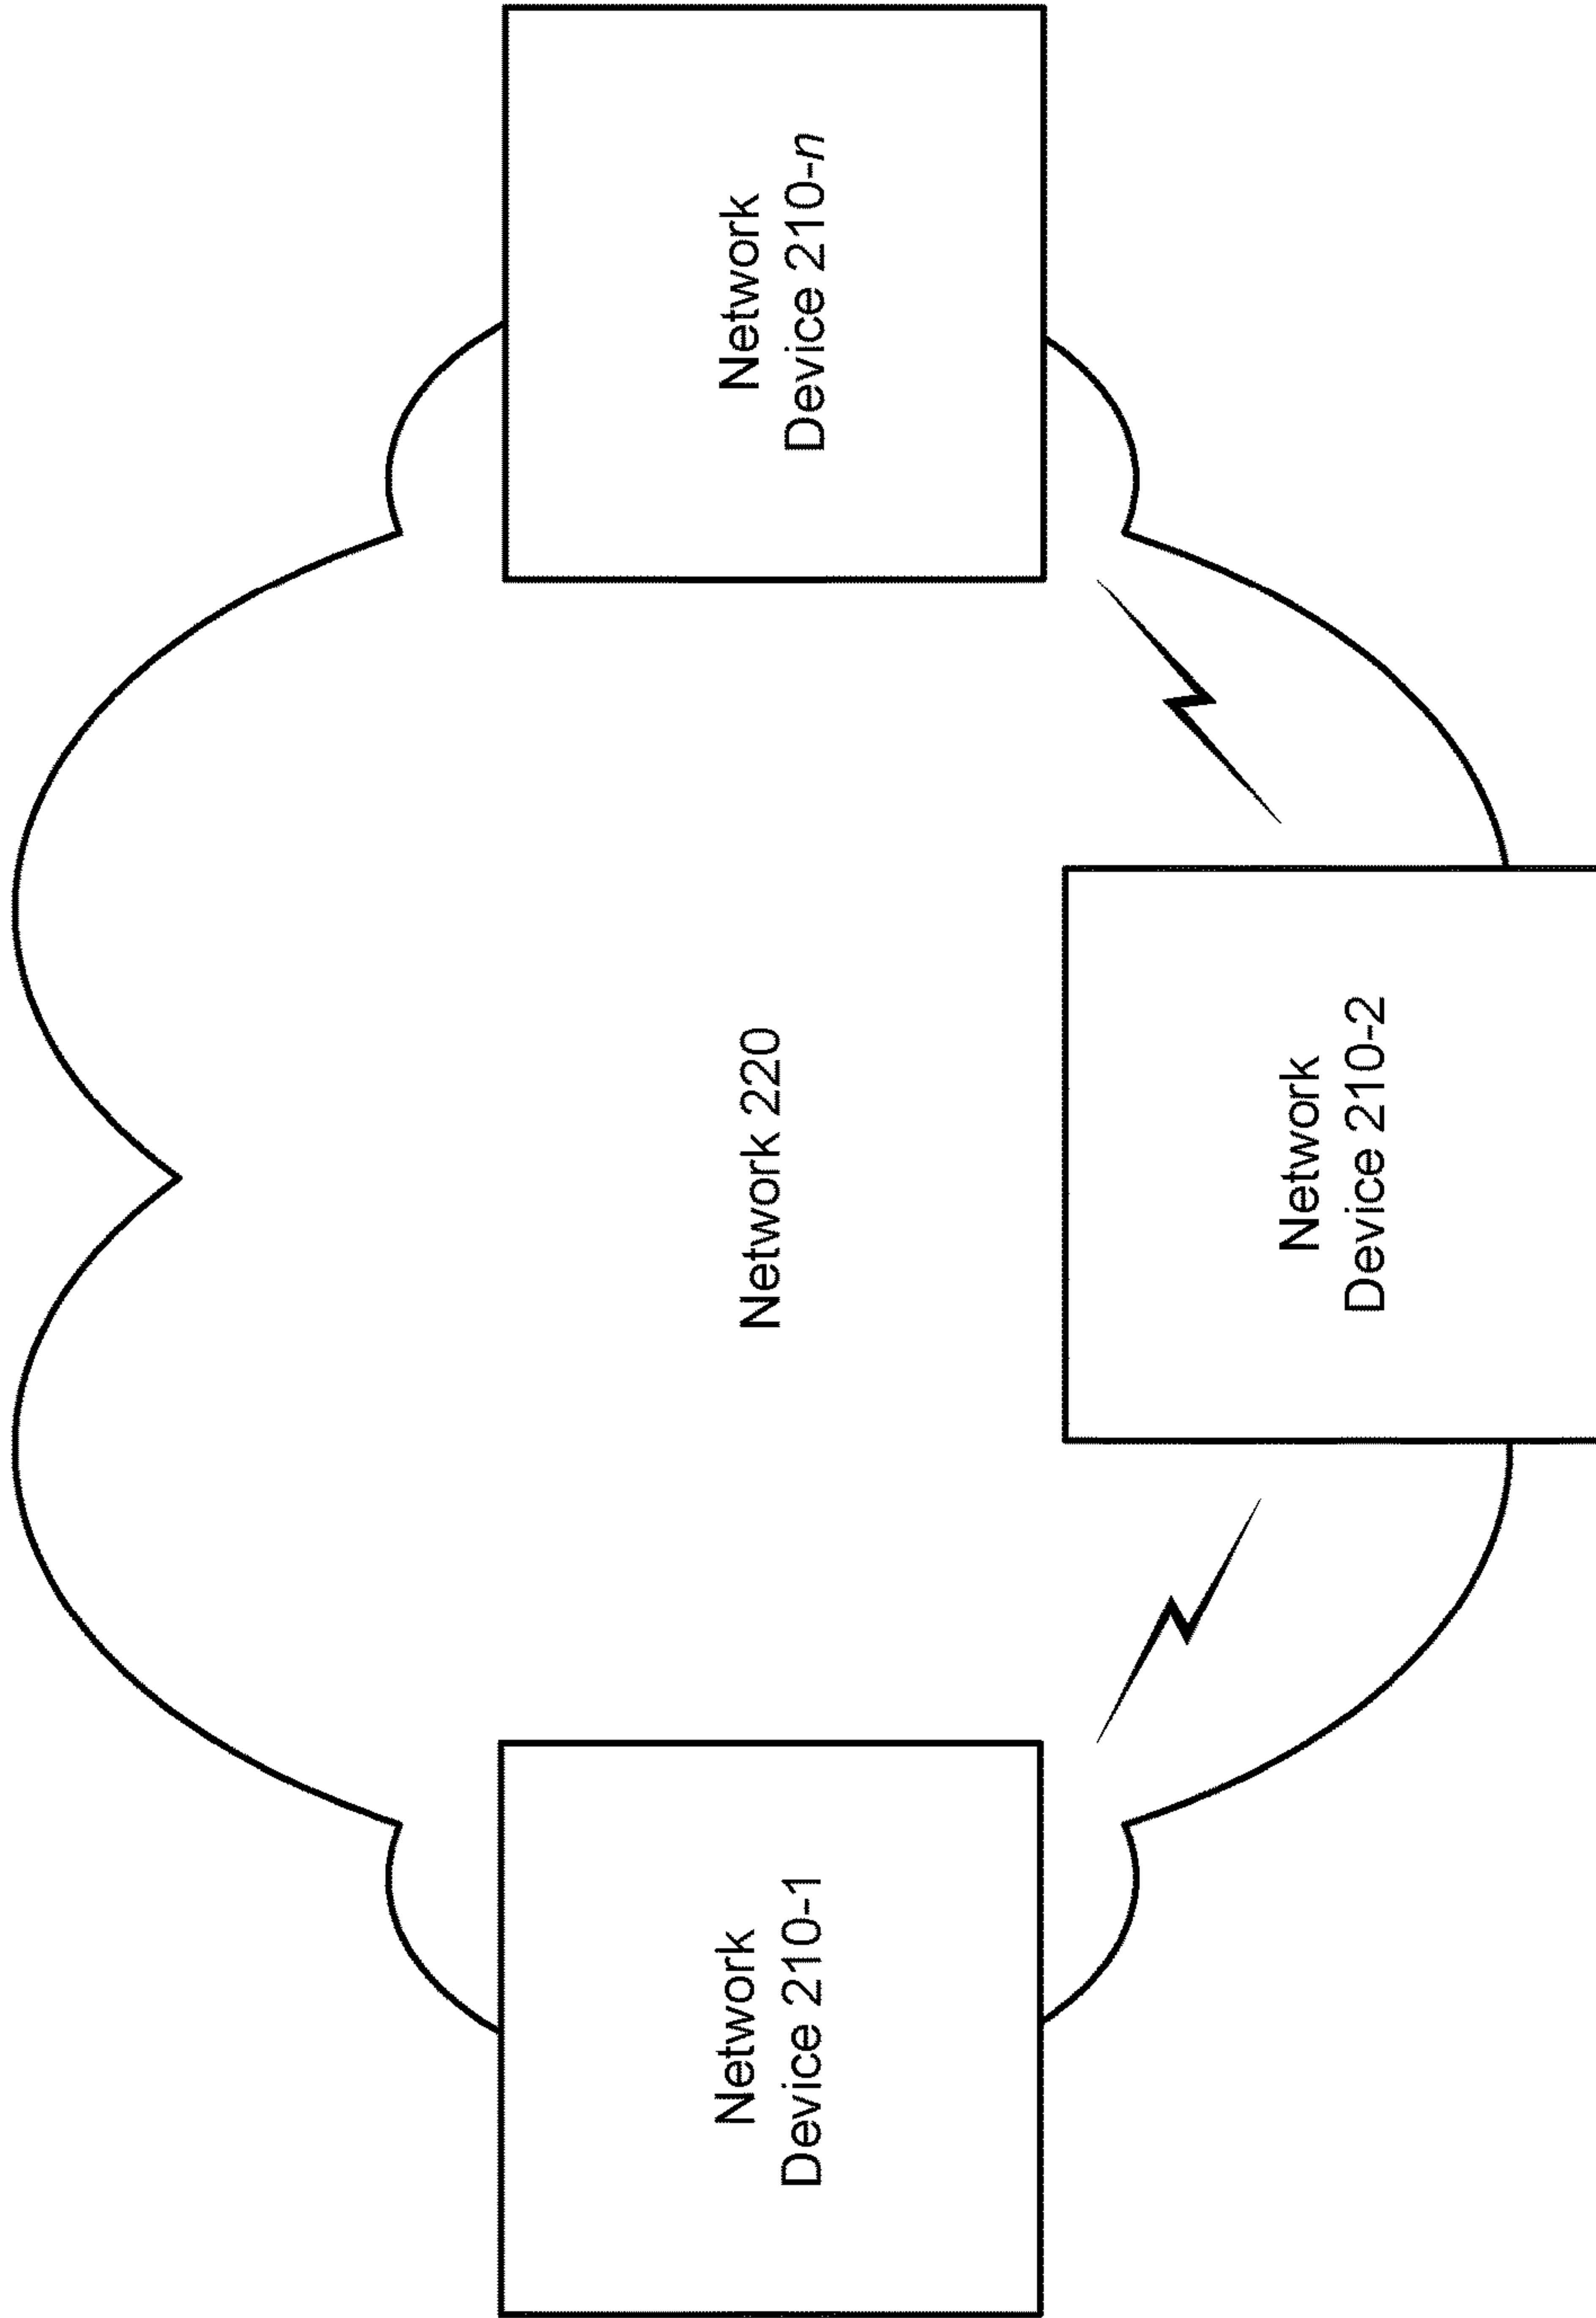 Network 220
Network
Device 210-1
Network
Device 210-2
Network
Device 210-n